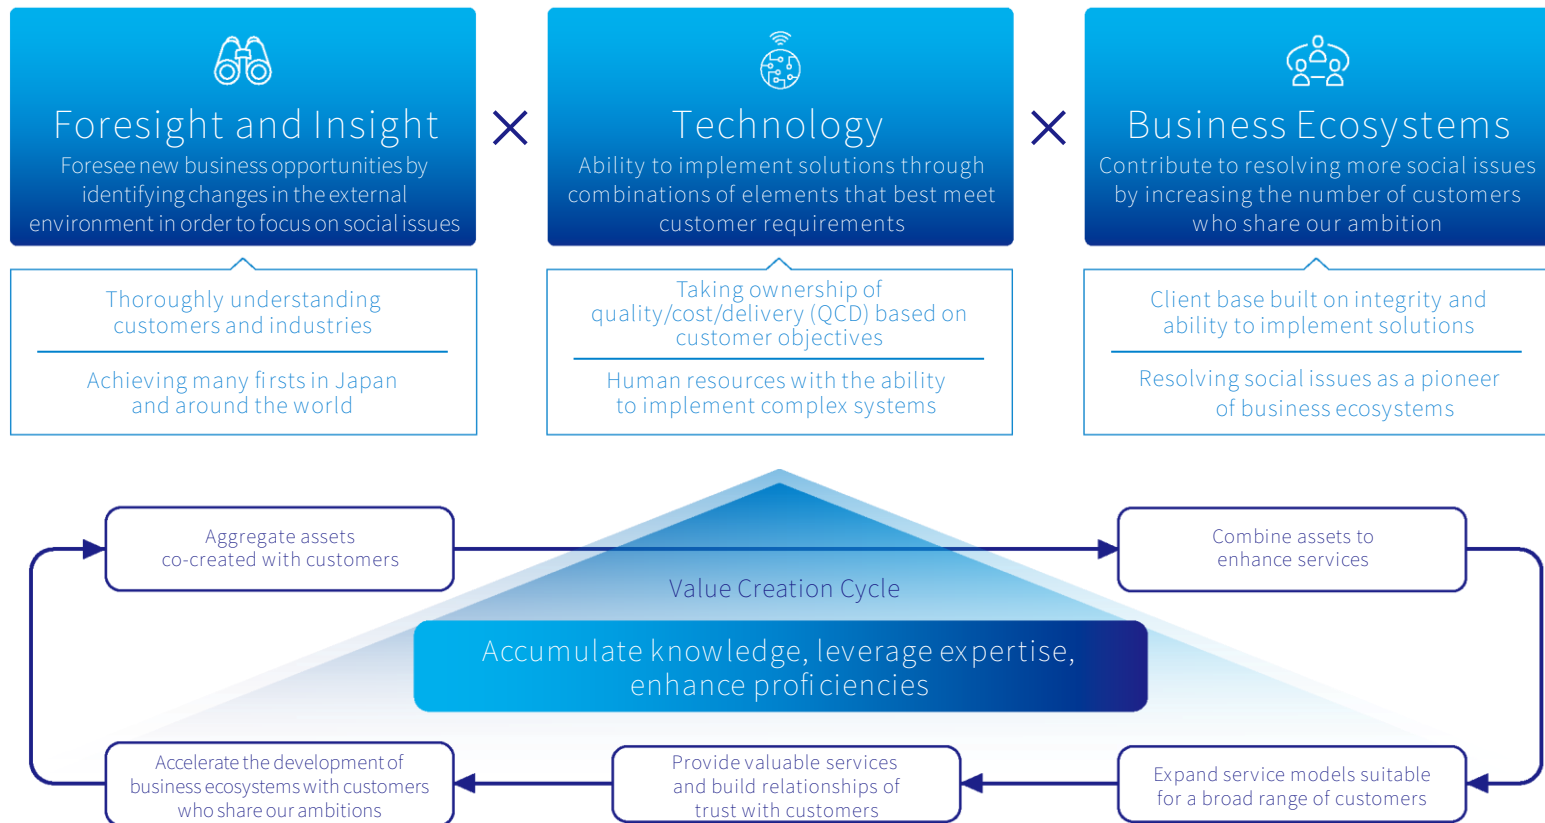 Foresight and Insight
Foresee new business opportunities by
identifying changes in the external
environment in order to focus on social issues
×
Technology
Ability to implement solutions through
combinations of elements that best meet
customer requirements
×
Business Ecosystems
Contribute to resolving more social issues
by increasing the number of customers
who share our ambition
Thoroughly understanding
customers and industries
Achieving many firsts in Japan
and around the world
Taking ownership of
quality/cost/delivery (QCD) based on
customer objectives
Human resources with the ability
to implement complex systems
Client base built on integrity and
ability to implement solutions
Resolving social issues as a pioneer
of business ecosystems
Aggregate assets
co-created with customers
Combine assets to
enhance services
Value Creation Cycle
Accumulate knowledge, leverage expertise,
enhance proficiencies
Accelerate the development of
business ecosystems with customers
who share our ambitions
Provide valuable services
and build relationships of
trust with customers
Expand service models suitable
for a broad range of customers